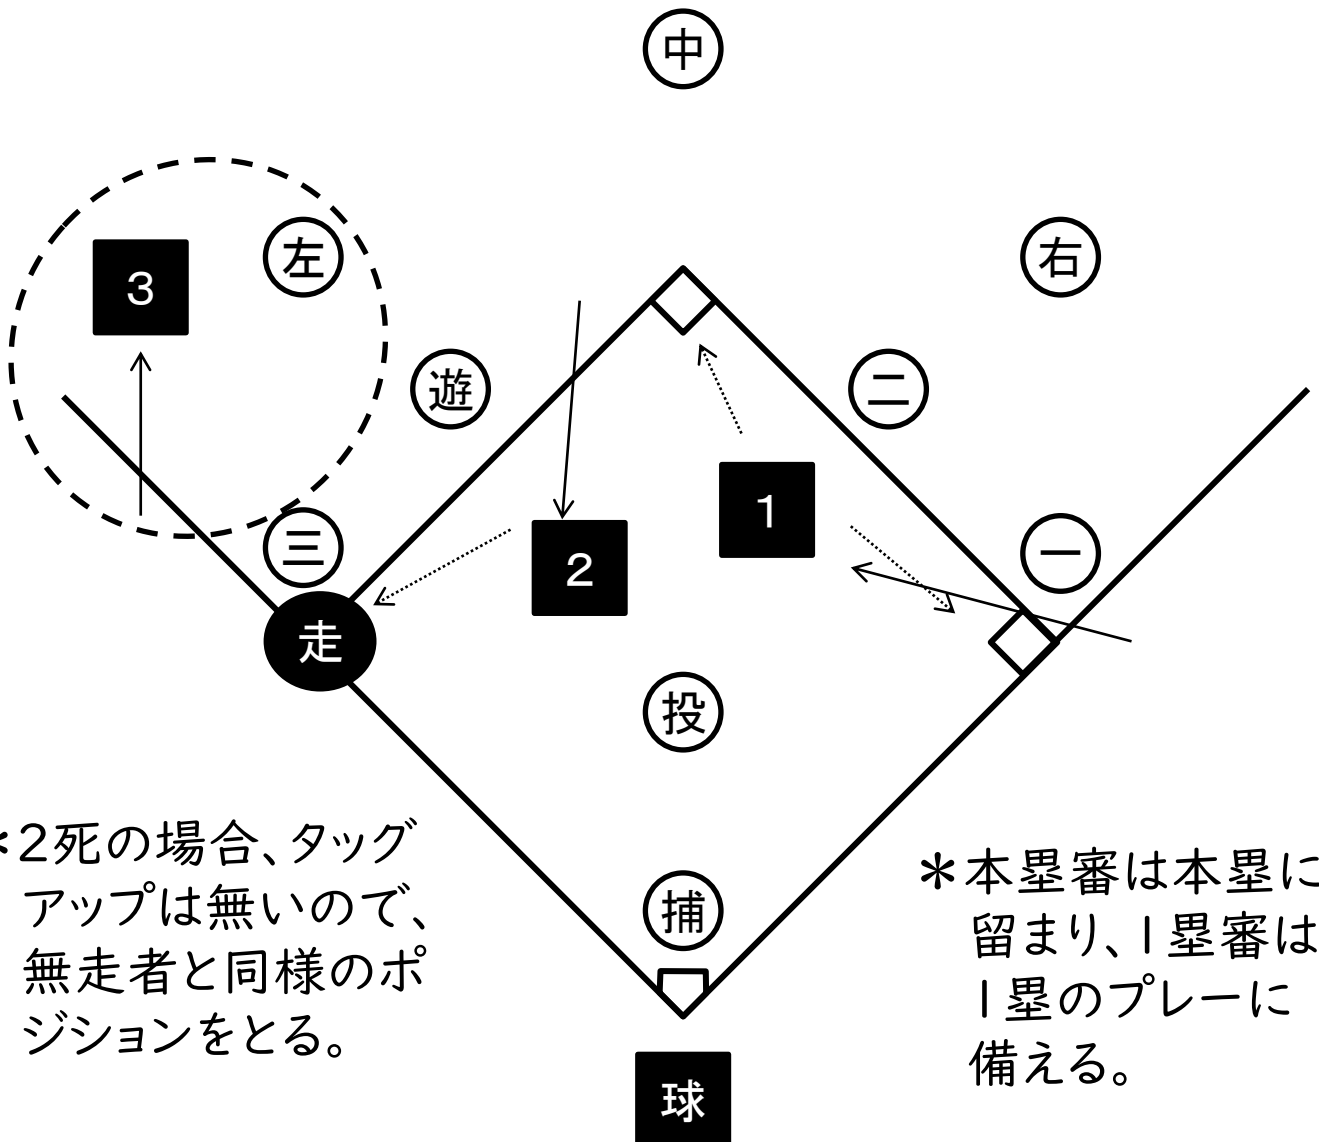 中
左
右
3
遊
二
1
2
三
一
走
投
捕
球
*2死の場合、タッグ
アップは無いので、
無走者と同様のポ
ジションをとる。
*本塁審は本塁に
留まり、1塁審は
1塁のプレーに
備える。